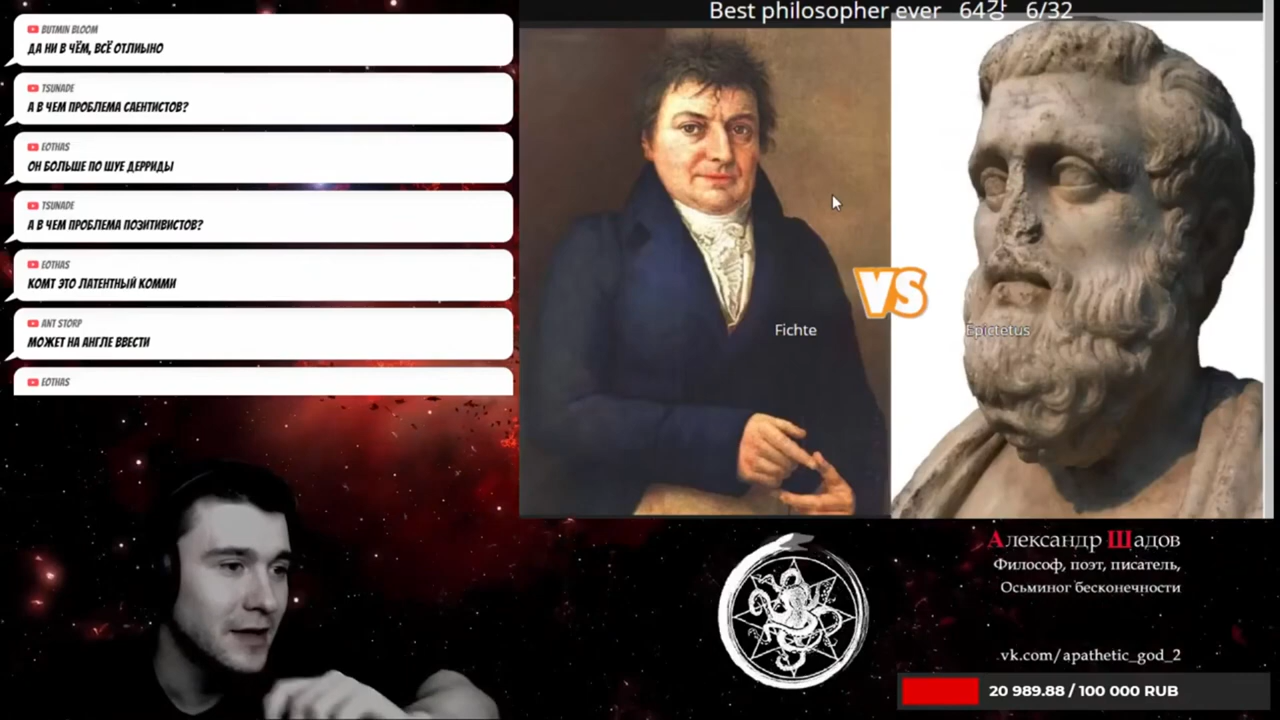 Best philosopher ever 64강 6/32
BUTMIN BLOOM
ДА НИ В ЧЁМ, ВСЁ ОТЛИЫНО
TSUNADE
А В ЧЕМ ПРОБЛЕМА САЕНТИСТОВ?
EOTHAS
ОН БОЛЬШЕ ПО ШУЕ ДЕРРИДЫ
TSUNADE
А В ЧЕМ ПРОБЛЕМА ПОЗИТИВИСТОВ?
EOTHAS
КОМТ ЭТО ЛАТЕНТНЫЙ КОММИ
ANT STORP
МОЖЕТ НА АНГЛЕ ВВЕСТИ
EOTHAS
VS
Fichte
Epictetus
Александр Шадов
Философ, поэт, писатель,
Осьминог бесконечности
vk.com/apathetic_god_2
20 989.88 / 100 000 RUB